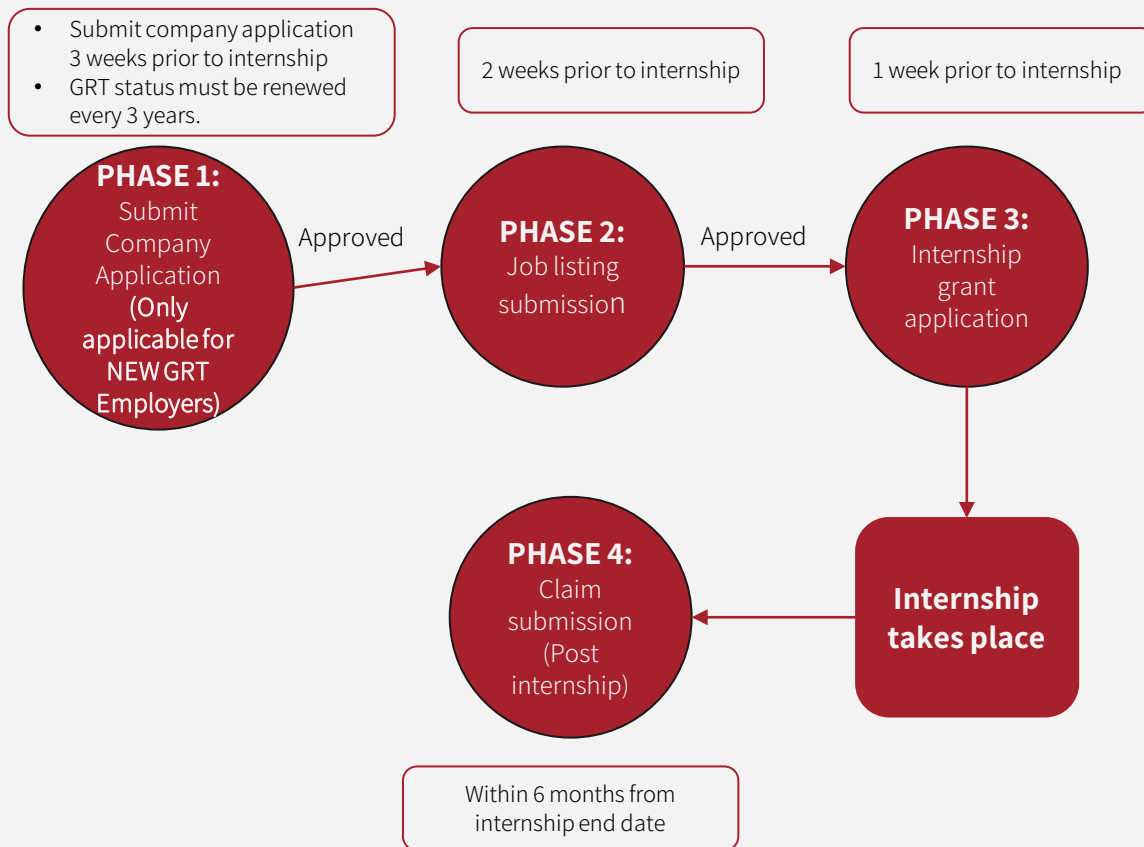 • Submit company application
3 weeks prior to internship
• GRT status must be renewed
every 3 years.
2 weeks prior to internship
1 week prior to internship
PHASE 1:
Submit
Company
Application
(Only
applicable for
NEW GRT
Employers)
Approved
PHASE 2:
Job listing
submission
Approved
PHASE 3:
Internship
grant
application
Internship
takes place
PHASE 4:
Claim
submission
(Post
internship)
Within 6 months from
internship end date